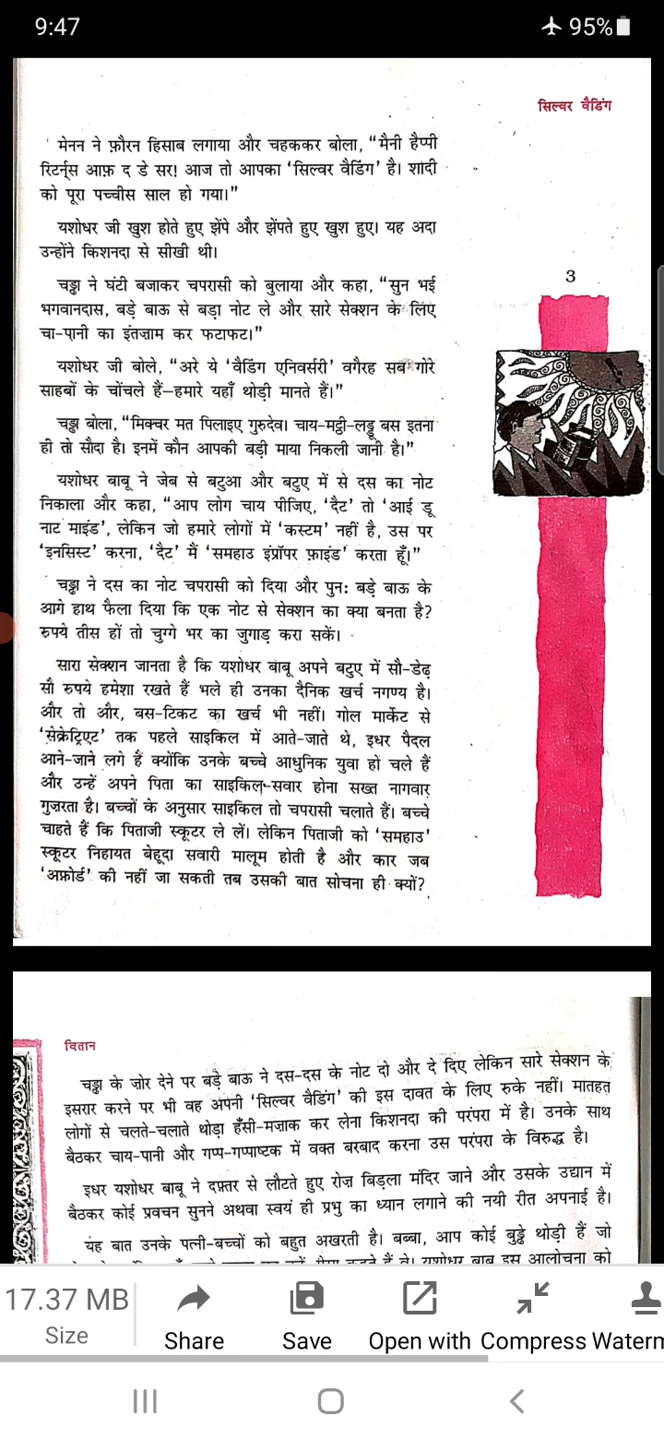 9:47
95%
सिल्वर वैडिंग
मेनन ने फ़ौरन हिसाब लगाया और चहककर बोला, “मैनी हैप्पी
रिटर्न्स आफ़ द डे सर! आज तो आपका ‘सिल्वर वैडिंग’ है। शादी
को पूरा पच्चीस साल हो गया।”
यशोधर जी खुश होते हुए झेंपे और झेंपते हुए खुश हुए। यह अदा
उन्होंने किशनदा से सीखी थी।
3
चड्ढा ने घंटी बजाकर चपरासी को बुलाया और कहा, “सुन भई
भगवानदास, बड़े बाऊ से बड़ा नोट ले और सारे सेक्शन के लिए
चा-पानी का इंतज़ाम कर फटाफट।”
यशोधर जी बोले, “अरे ये ‘वैडिंग एनिवर्सरी’ वगैरह सब गोरे
साहबों के चोंचले हैं—हमारे यहाँ थोड़ी मानते हैं।”
चड्ढा बोला, “मिक्चर मत पिलाइए गुरुदेव। चाय-मट्ठी-लड्डू बस इतना
ही तो सौदा है। इनमें कौन आपकी बड़ी माया निकली जानी है।”
यशोधर बाबू ने जेब से बटुआ और बटुए में से दस का नोट
निकाला और कहा, “आप लोग चाय पीजिए, ‘दैट’ तो ‘आई डू
नाट माइंड’, लेकिन जो हमारे लोगों में ‘कस्टम’ नहीं है, उस पर
‘इनसिस्ट’ करना, ‘दैट’ मैं ‘समहाउ इंप्रॉपर फ़ाइंड’ करता हूँ।”
चड्ढा ने दस का नोट चपरासी को दिया और पुनः बड़े बाऊ के
आगे हाथ फैला दिया कि एक नोट से सेक्शन का क्या बनता है?
रुपये तीस हों तो चुग्गे भर का जुगाड़ करा सकें।
सारा सेक्शन जानता है कि यशोधर बाबू अपने बटुए में सौ-डेढ़
सौ रुपये हमेशा रखते हैं भले ही उनका दैनिक खर्च नगण्य है।
और तो और, बस-टिकट का खर्च भी नहीं। गोल मार्केट से
‘सेक्रेट्रिएट’ तक पहले साइकिल में आते-जाते थे, इधर पैदल
आने-जाने लगे हैं क्योंकि उनके बच्चे आधुनिक युवा हो चले हैं
और उन्हें अपने पिता का साइकिल-सवार होना सख्त नागवार
गुज़रता है। बच्चों के अनुसार साइकिल तो चपरासी चलाते हैं। बच्चे
चाहते हैं कि पिताजी स्कूटर ले लें। लेकिन पिताजी को ‘समहाउ’
स्कूटर निहायत बेहूदा सवारी मालूम होती है और कार जब
‘अफ़ोर्ड’ की नहीं जा सकती तब उसकी बात सोचना ही क्यों?
वितान
चड्ढा के जोर देने पर बड़े बाऊ ने दस-दस के नोट दो और दे दिए लेकिन सारे सेक्शन के
इसरार करने पर भी वह अपनी ‘सिल्वर वैडिंग’ की इस दावत के लिए रुके नहीं। मातहत
लोगों से चलते-चलाते थोड़ा हँसी-मज़ाक कर लेना किशनदा की परंपरा में है। उनके साथ
बैठकर चाय-पानी और गप्प-गप्पाष्टक में वक्त बरबाद करना उस परंपरा के विरुद्ध है।
इधर यशोधर बाबू ने दफ़्तर से लौटते हुए रोज बिड़ला मंदिर जाने और उसके उद्यान में
बैठकर कोई प्रवचन सुनने अथवा स्वयं ही प्रभु का ध्यान लगाने की नयी रीत अपनाई है।
यह बात उनके पत्नी-बच्चों को बहुत अखरती है। बब्बा, आप कोई बुड्ढे थोड़ी हैं जो
हैं वे। यशोधर बाबू इस आलोचना को
17.37 MB
Size
Share
Save
Open with
Compress
Waterm